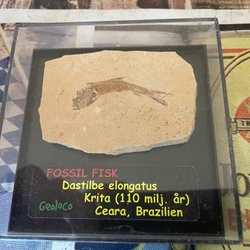 FOSSIL FISK
Dastilbe elongatus
Krita (110 milj. år)
Geoloco
Ceara, Brazilien